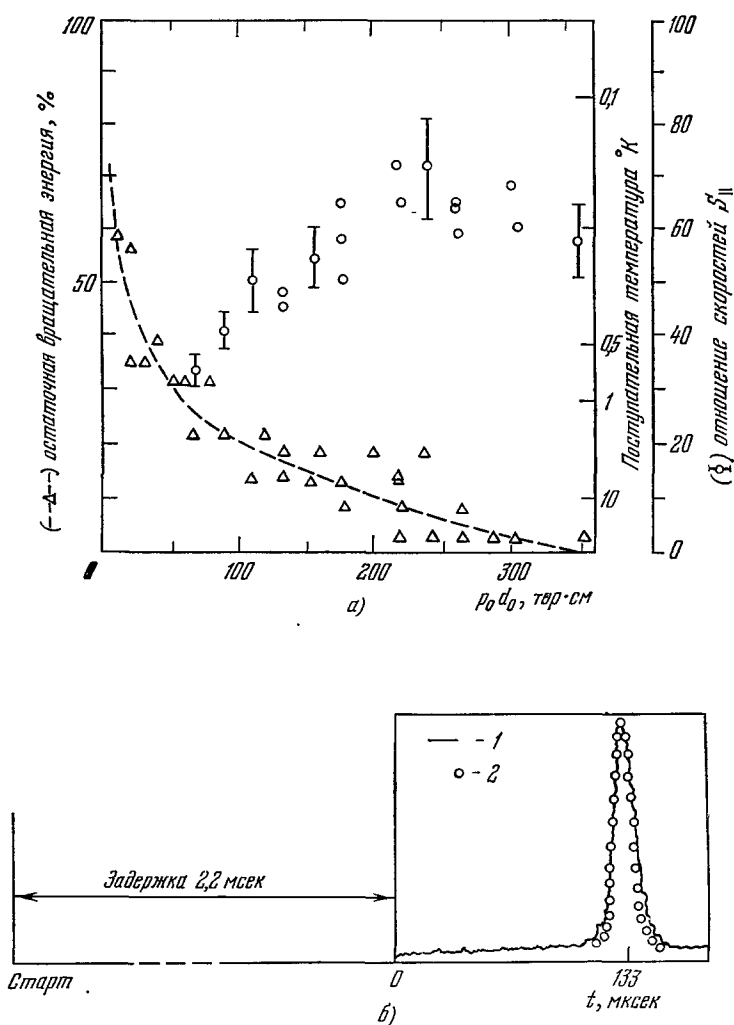 100
50
(--Δ--) остаточная вращательная энергия, %
100
200
300
p₀d₀, тор·см
а)
0,1
0,5
1
10
Поступательная температура °К
100
80
60
40
20
0
(⏀) отношение скоростей S∥
— - 1
○ - 2
Задержка 2,2 мсек
Старт
0
133
t, мксек
б)